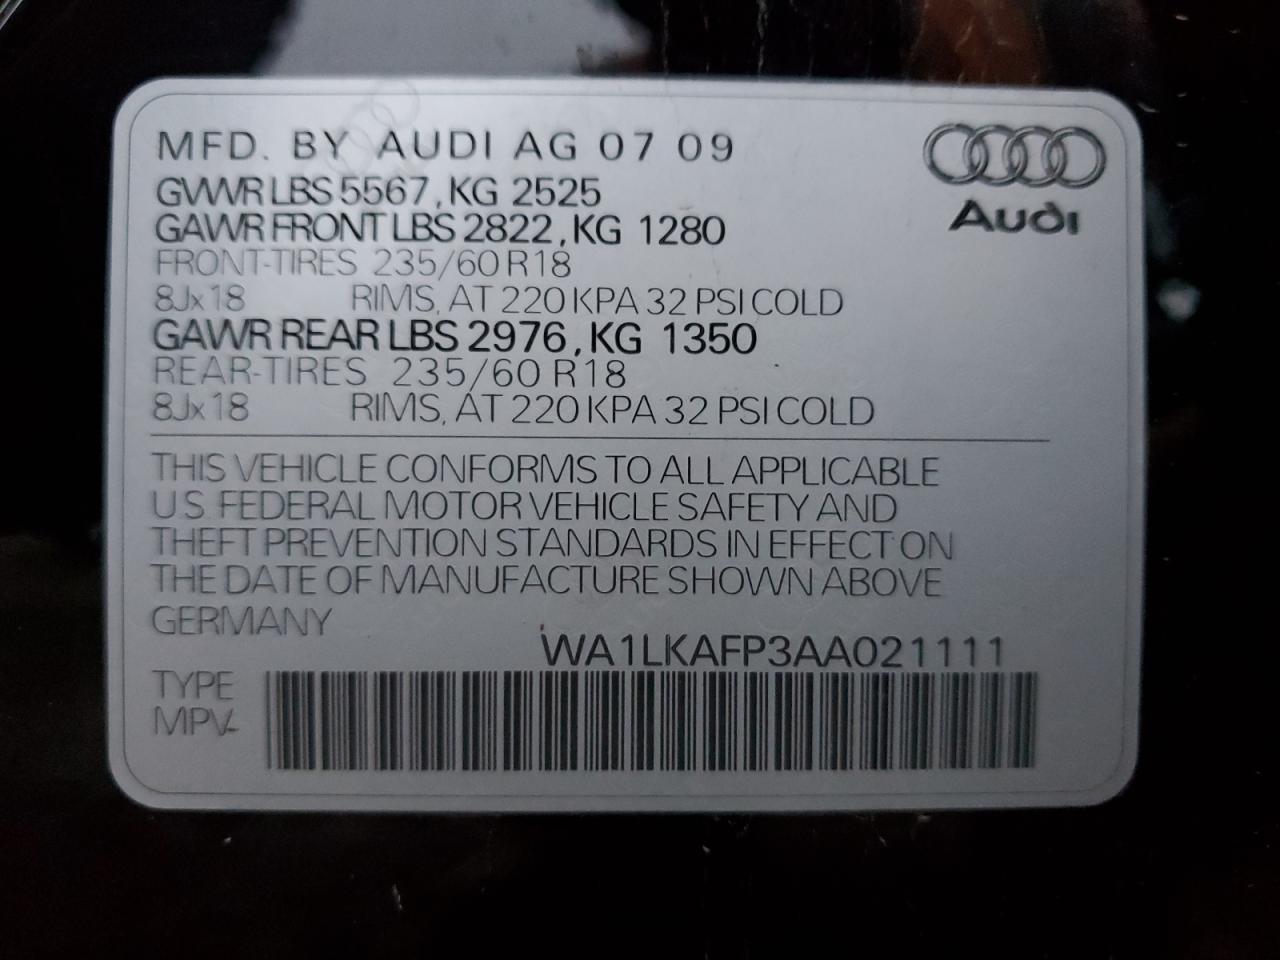 MFD. BY AUDI AG 07 09
GVWR LBS 5567, KG 2525
GAWR FRONT LBS 2822, KG 1280
FRONT-TIRES 235/60 R18
8Jx18 RIMS, AT 220 KPA 32 PSI COLD
GAWR REAR LBS 2976, KG 1350
REAR-TIRES 235/60 R18
8Jx18 RIMS, AT 220 KPA 32 PSI COLD
Audi
THIS VEHICLE CONFORMS TO ALL APPLICABLE
US FEDERAL MOTOR VEHICLE SAFETY AND
THEFT PREVENTION STANDARDS IN EFFECT ON
THE DATE OF MANUFACTURE SHOWN ABOVE
GERMANY
WA1LKAFP3AA021111
TYPE
MPV-